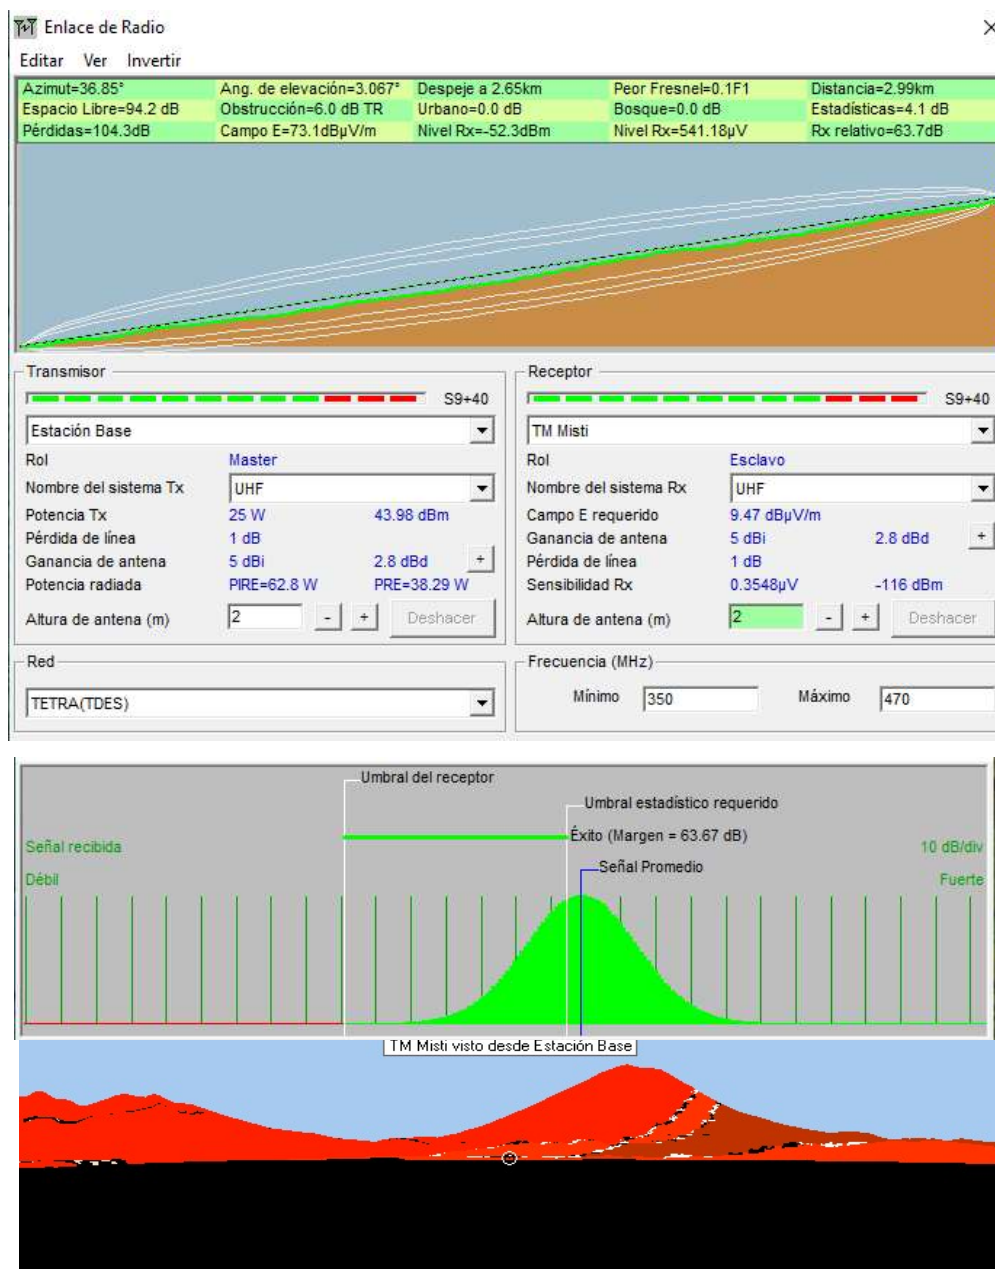 Enlace de Radio
Editar Ver Invertir
Azimut=36.85° Ang. de elevación=3.067° Despeje a 2.65km Peor Fresnel=0.1F1 Distancia=2.99km
Espacio Libre=94.2 dB Obstrucción=6.0 dB TR Urbano=0.0 dB Bosque=0.0 dB Estadísticas=4.1 dB
Pérdidas=104.3dB Campo E=73.1dBµV/m Nivel Rx=-52.3dBm Nivel Rx=541.18µV Rx relativo=63.7dB
Transmisor
S9+40
Estación Base
Rol Master
Nombre del sistema Tx UHF
Potencia Tx 25 W 43.98 dBm
Pérdida de línea 1 dB
Ganancia de antena 5 dBi 2.8 dBd +
Potencia radiada PIRE=62.8 W PRE=38.29 W
Altura de antena (m) 2 - + Deshacer
Red
TETRA(TDES)
Receptor
S9+40
TM Misti
Rol Esclavo
Nombre del sistema Rx UHF
Campo E requerido 9.47 dBµV/m
Ganancia de antena 5 dBi 2.8 dBd +
Pérdida de línea 1 dB
Sensibilidad Rx 0.3548µV -116 dBm
Altura de antena (m) 2 - + Deshacer
Frecuencia (MHz)
Mínimo 350 Máximo 470
Umbral del receptor
Umbral estadístico requerido
Éxito (Margen = 63.67 dB)
Señal recibida 10 dB/div
Señal Promedio
Débil Fuerte
TM Misti visto desde Estación Base